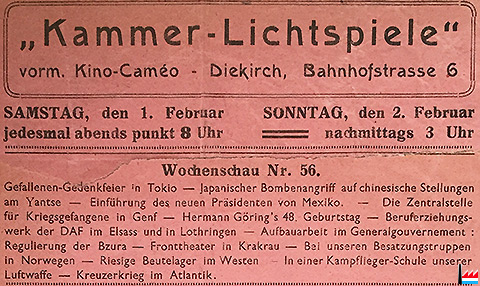 „Kammer-Lichtspiele“
vorm. Kino-Caméo - Diekirch, Bahnhofstrasse 6
SAMSTAG, den 1. Februar
jedesmal abends punkt 8 Uhr
SONNTAG, den 2. Februar
nachmittags 3 Uhr
Wochenschau Nr. 56.
Gefallenen-Gedenkfeier in Tokio — Japanischer Bombenangriff auf chinesische Stellungen
am Yantse — Einführung des neuen Präsidenten von Mexiko. — Die Zentralstelle
für Kriegsgefangene in Genf — Hermann Göring's 48. Geburtstag — Beruferziehungs-
werk der DAF im Elsass und in Lothringen — Aufbauarbeit im Generalgouvernement :
Regulierung der Bzura — Fronttheater in Krakrau — Bei unseren Besatzungstruppen
in Norwegen — Riesige Beutelager im Westen — In einer Kampflieger-Schule unserer
Luftwaffe — Kreuzerkrieg im Atlantik.